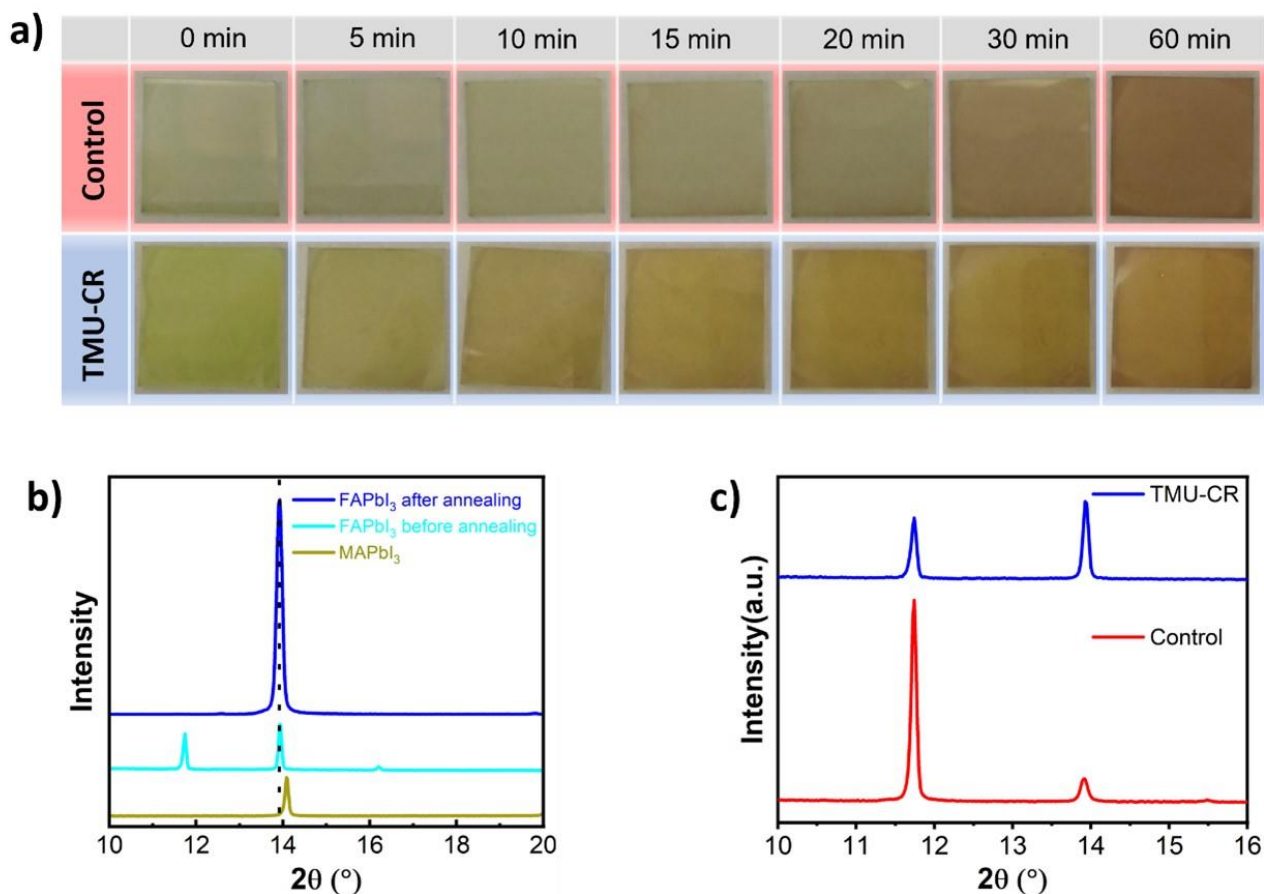 a)
0 min 5 min 10 min 15 min 20 min 30 min 60 min
Control
TMU-CR
b)
FAPbI₃ after annealing
FAPbI₃ before annealing
MAPbI₃
Intensity
10 12 14 16 18 20
2θ (°)
c)
TMU-CR
Control
Intensity(a.u.)
10 11 12 13 14 15 16
2θ (°)